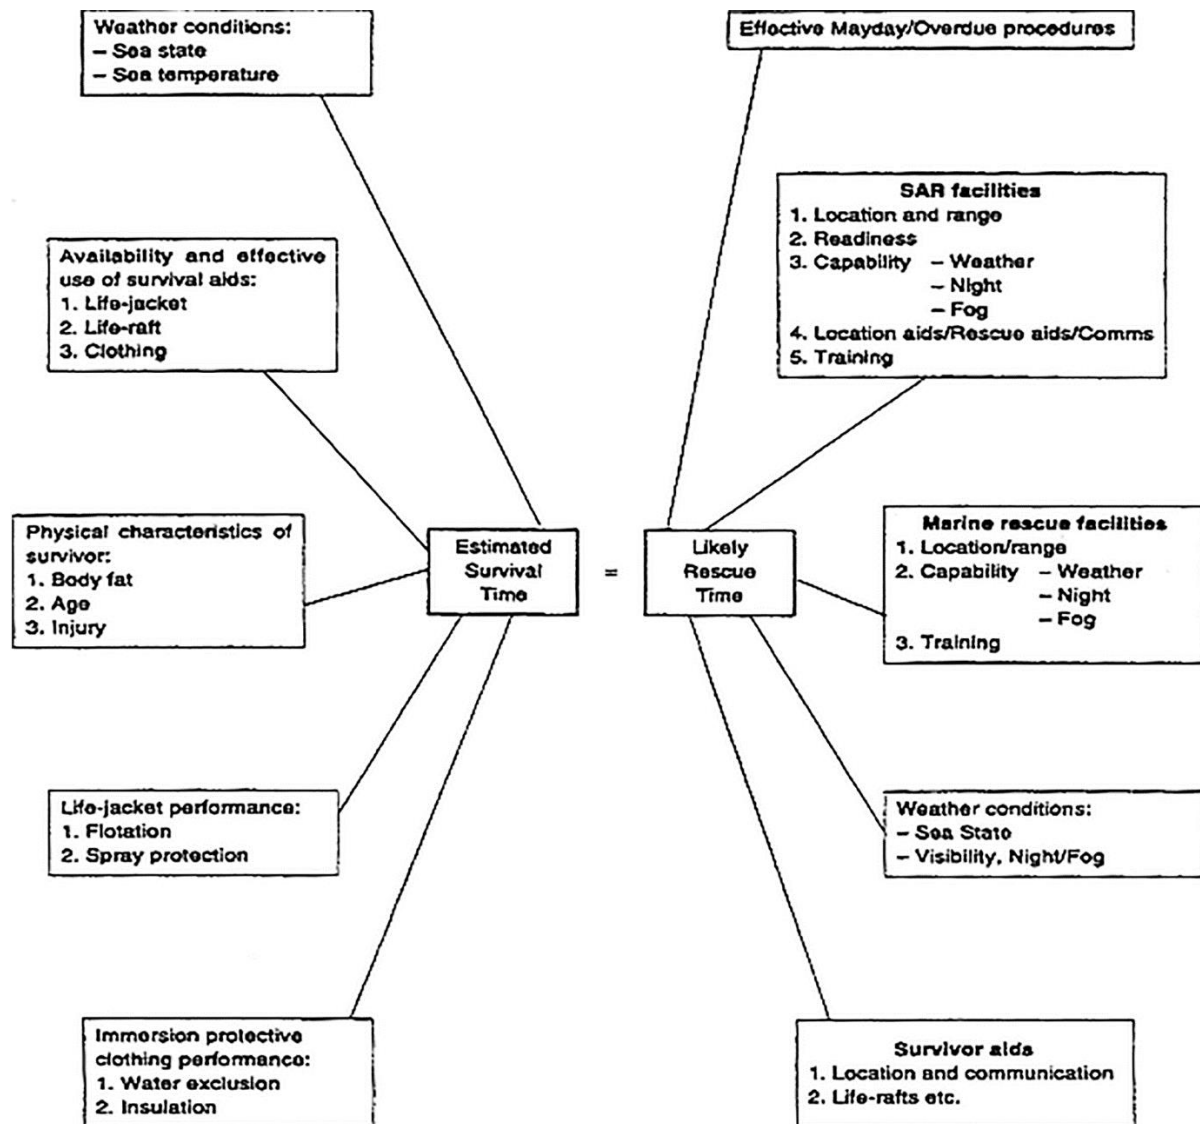 Weather conditions:
– Sea state
– Sea temperature
Availability and effective
use of survival aids:
1. Life-jacket
2. Life-raft
3. Clothing
Physical characteristics of
survivor:
1. Body fat
2. Age
3. Injury
Life-jacket performance:
1. Flotation
2. Spray protection
Immersion protective
clothing performance:
1. Water exclusion
2. Insulation
Estimated
Survival
Time
=
Likely
Rescue
Time
Effective Mayday/Overdue procedures
SAR facilities
1. Location and range
2. Readiness
3. Capability – Weather
– Night
– Fog
4. Location aids/Rescue aids/Comms
5. Training
Marine rescue facilities
1. Location/range
2. Capability – Weather
– Night
– Fog
3. Training
Weather conditions:
– Sea State
– Visibility, Night/Fog
Survivor aids
1. Location and communication
2. Life-rafts etc.